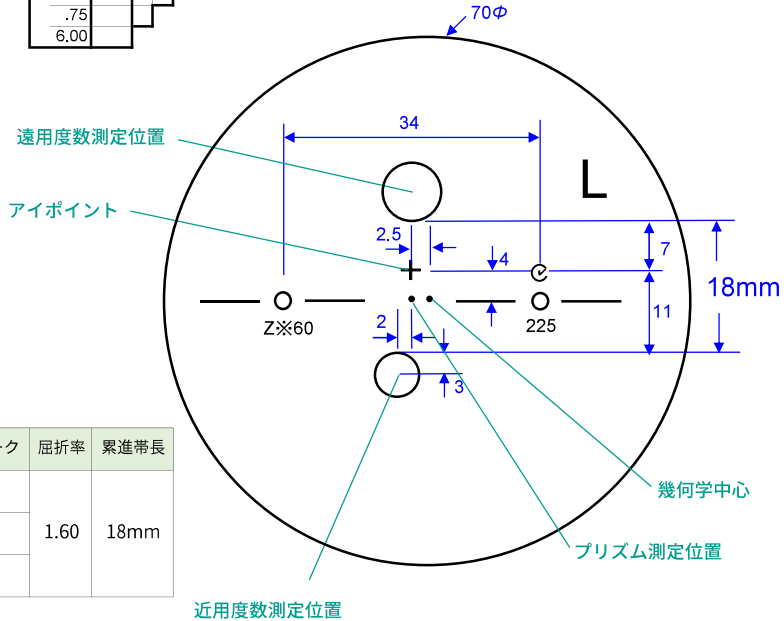 .75
6.00
70Φ
遠用度数測定位置
34
L
アイポイント
2.5
4
7
18mm
11
Z※60
225
2
3
ーク
屈折率
累進帯長
1.60
18mm
幾何学中心
プリズム測定位置
近用度数測定位置